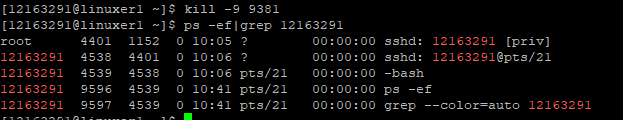 [12163291@linuxer1 ~]$ kill -9 9381
[12163291@linuxer1 ~]$ ps -ef|grep 12163291
root      4401  1152  0 10:05 ?        00:00:00 sshd: 12163291 [priv]
12163291  4538  4401  0 10:06 ?        00:00:00 sshd: 12163291@pts/21
12163291  4539  4538  0 10:06 pts/21   00:00:00 -bash
12163291  9596  4539  0 10:41 pts/21   00:00:00 ps -ef
12163291  9597  4539  0 10:41 pts/21   00:00:00 grep --color=auto 12163291
[12163291@linuxer1 ~]$